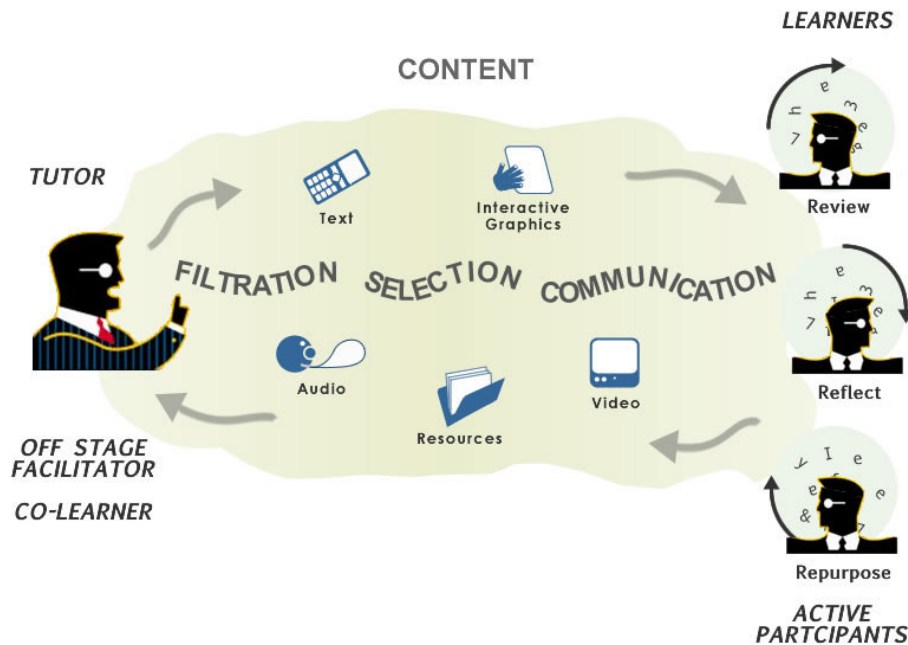 LEARNERS
CONTENT
TUTOR
Text
Interactive
Graphics
Review
FILTRATION SELECTION COMMUNICATION
Audio
Resources
Video
Reflect
OFF STAGE
FACILITATOR
CO-LEARNER
Repurpose
ACTIVE
PARTCIPANTS